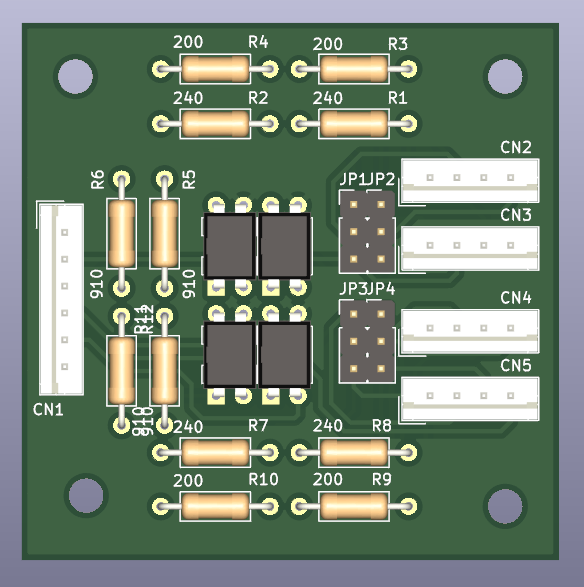 200 R4
200 R3
240 R2
240 R1
CN2
R6
R5
JP1JP2
CN3
910
910
JP3JP4
CN4
R11
R12
CN5
CN1
910
910
240 R7
240 R8
200 R10
200 R9